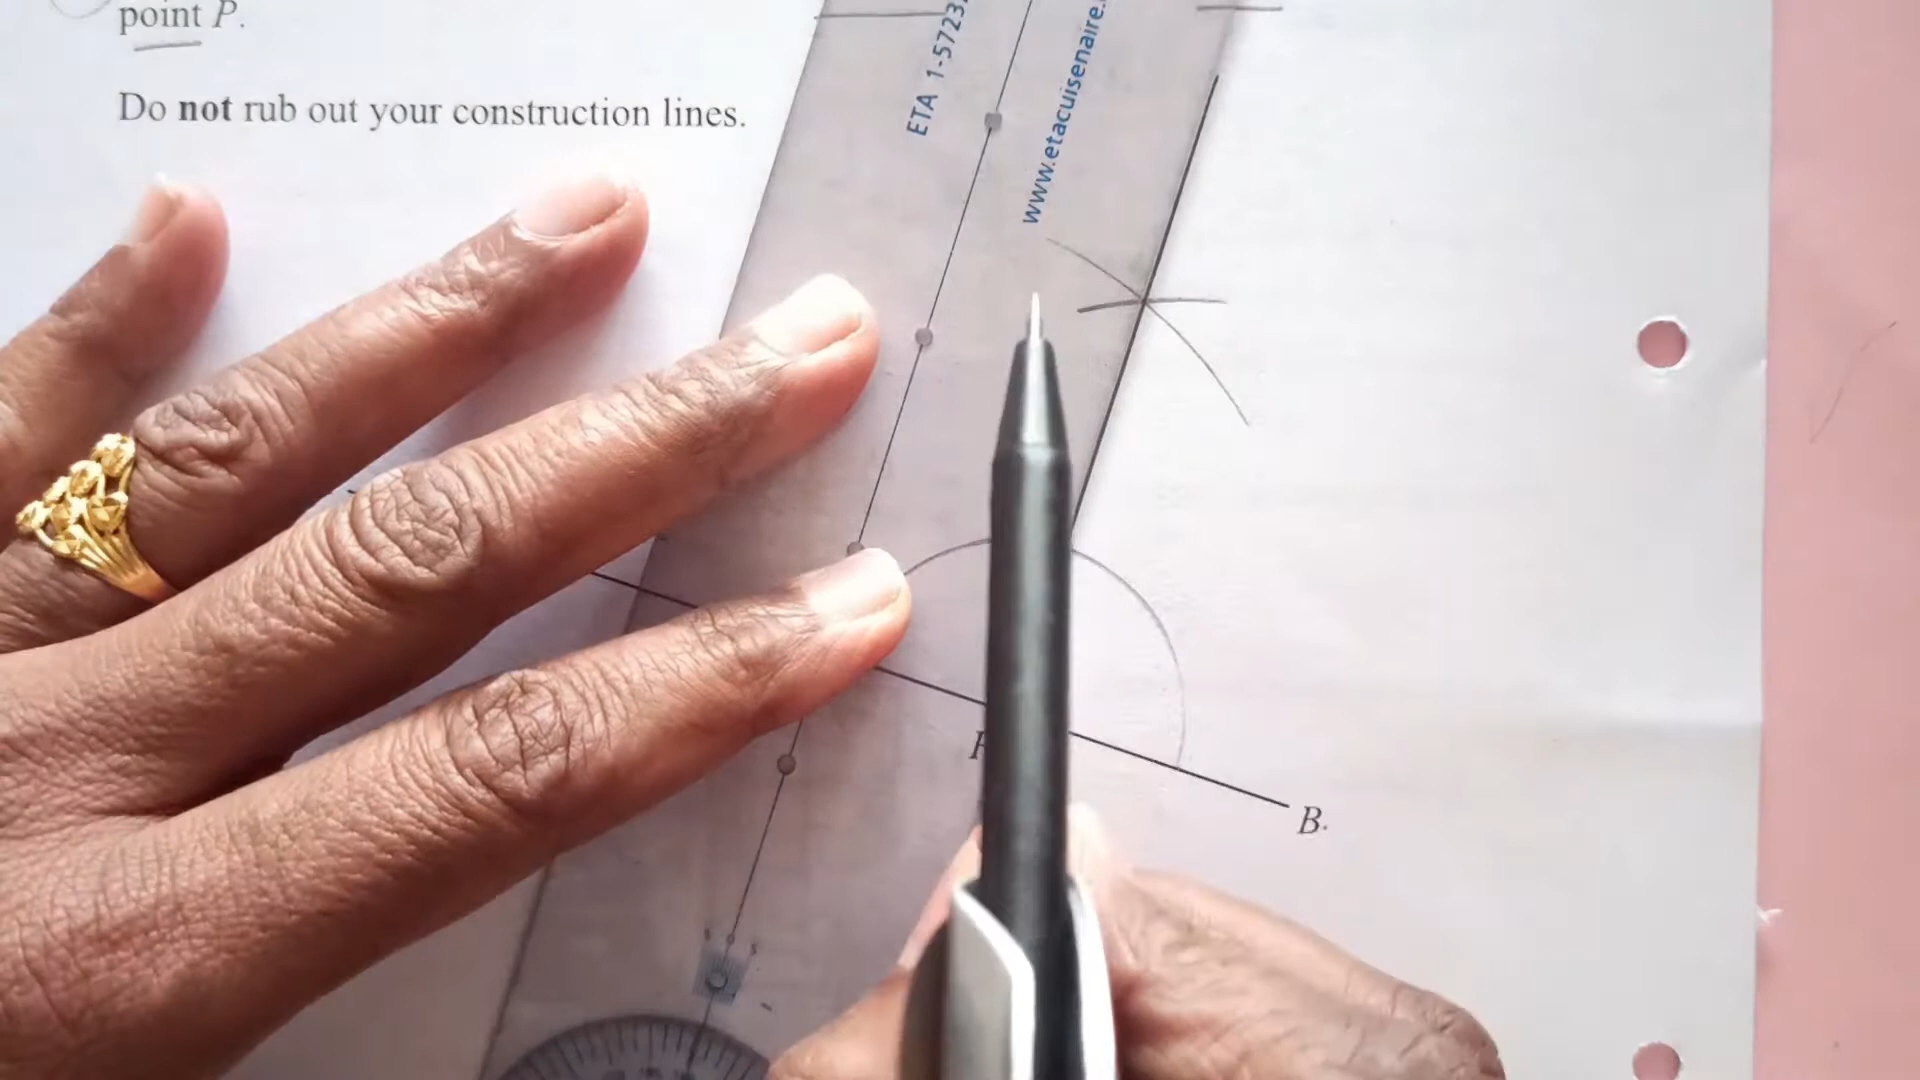 point P.
Do not rub out your construction lines.
ETA 1-5723
www.etacuisenaire.
B.